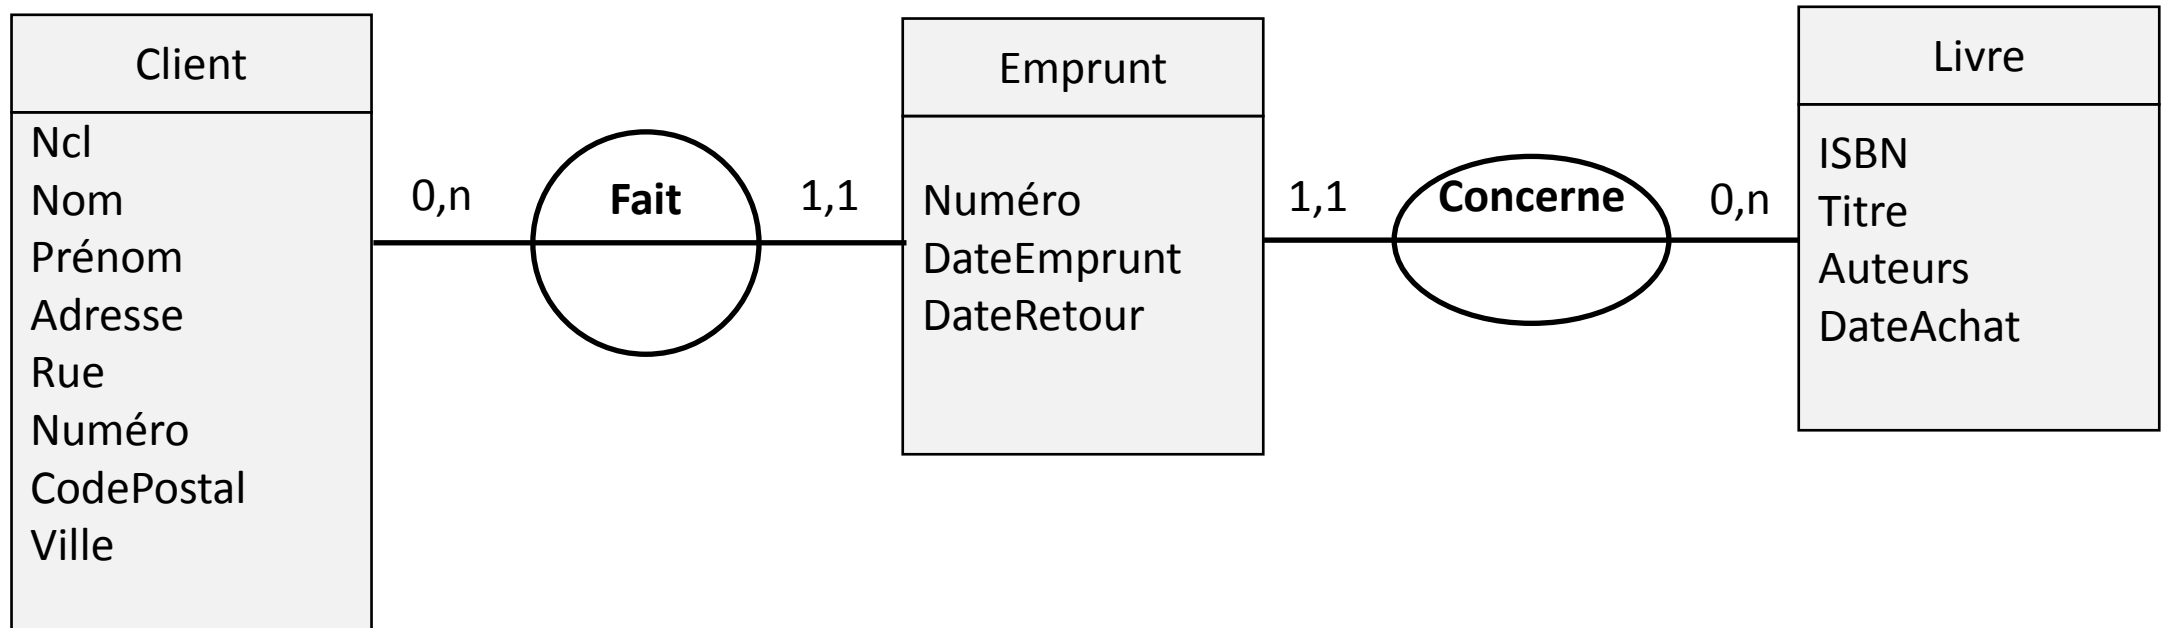 Client
Ncl
Nom
Prénom
Adresse
Rue
Numéro
CodePostal
Ville
0,n
Fait
1,1
Emprunt
Numéro
DateEmprunt
DateRetour
1,1
Concerne
0,n
Livre
ISBN
Titre
Auteurs
DateAchat